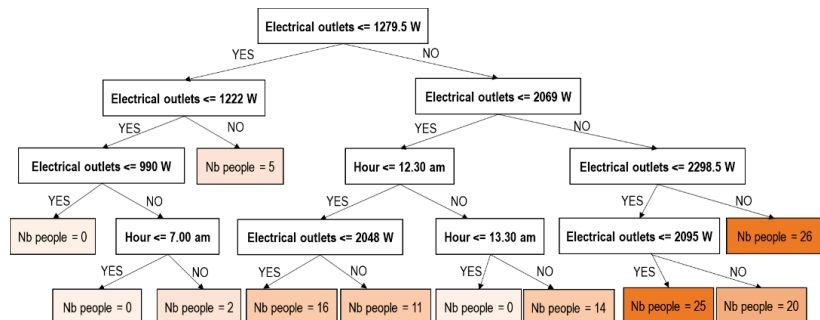 Electrical outlets <= 1279.5 W
YES
NO
Electrical outlets <= 1222 W
Electrical outlets <= 2069 W
YES
NO
YES
NO
Electrical outlets <= 990 W
Nb people = 5
Hour <= 12.30 am
Electrical outlets <= 2298.5 W
YES
NO
YES
NO
YES
NO
Nb people = 0
Hour <= 7.00 am
Electrical outlets <= 2048 W
Hour <= 13.30 am
Electrical outlets <= 2095 W
Nb people = 26
YES
NO
YES
NO
YES
NO
YES
NO
Nb people = 0
Nb people = 2
Nb people = 16
Nb people = 11
Nb people = 0
Nb people = 14
Nb people = 25
Nb people = 20